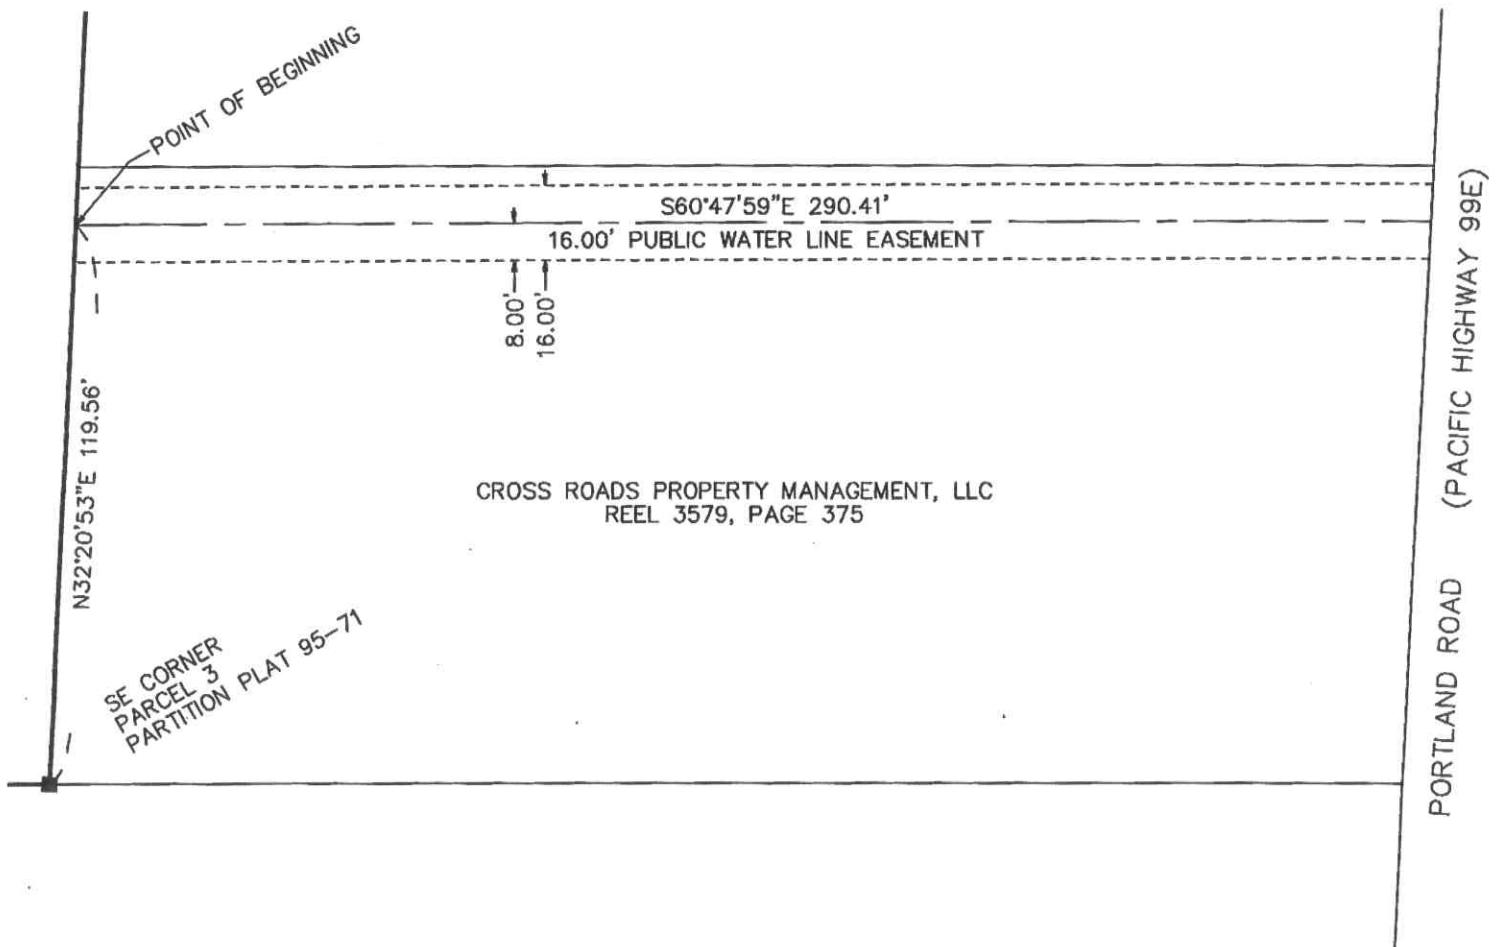 POINT OF BEGINNING
S60°47'59"E 290.41'
16.00' PUBLIC WATER LINE EASEMENT
8.00'
16.00'
N32°20'53"E 119.56'
CROSS ROADS PROPERTY MANAGEMENT, LLC
REEL 3579, PAGE 375
SE CORNER
PARCEL 3
PARTITION PLAT 95-71
PORTLAND ROAD (PACIFIC HIGHWAY 99E)